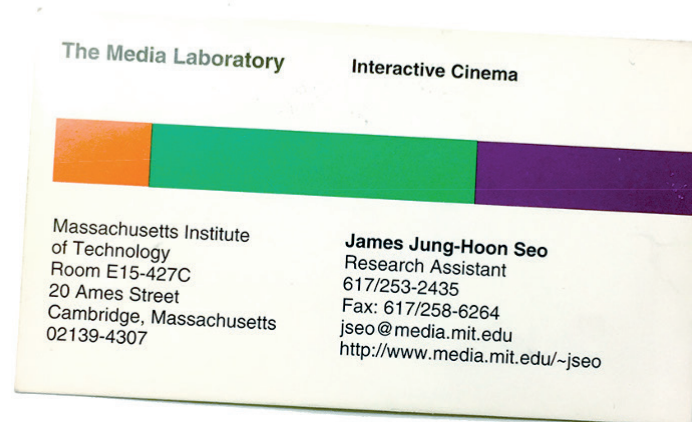 The Media Laboratory
Interactive Cinema
Massachusetts Institute
of Technology
Room E15-427C
20 Ames Street
Cambridge, Massachusetts
02139-4307
James Jung-Hoon Seo
Research Assistant
617/253-2435
Fax: 617/258-6264
jseo@media.mit.edu
http://www.media.mit.edu/~jseo